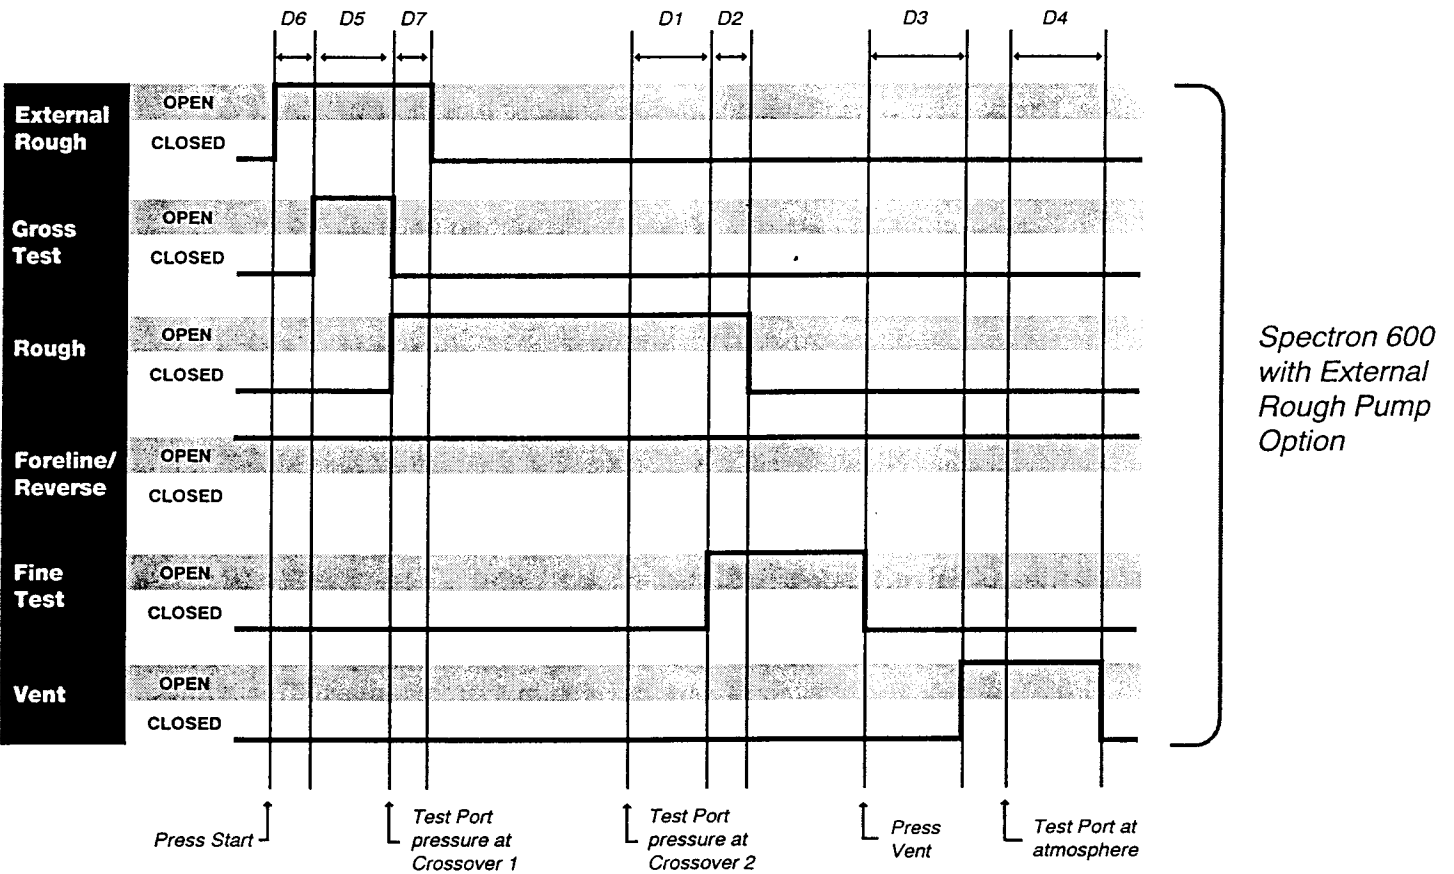 D6 D5 D7 D1 D2 D3 D4
External
Rough
OPEN
CLOSED
Gross
Test
OPEN
CLOSED
Rough
OPEN
CLOSED
Foreline/
Reverse
OPEN
CLOSED
Fine
Test
OPEN
CLOSED
Vent
OPEN
CLOSED
Spectron 600
with External
Rough Pump
Option
Press Start
Test Port
pressure at
Crossover 1
Test Port
pressure at
Crossover 2
Press
Vent
Test Port at
atmosphere